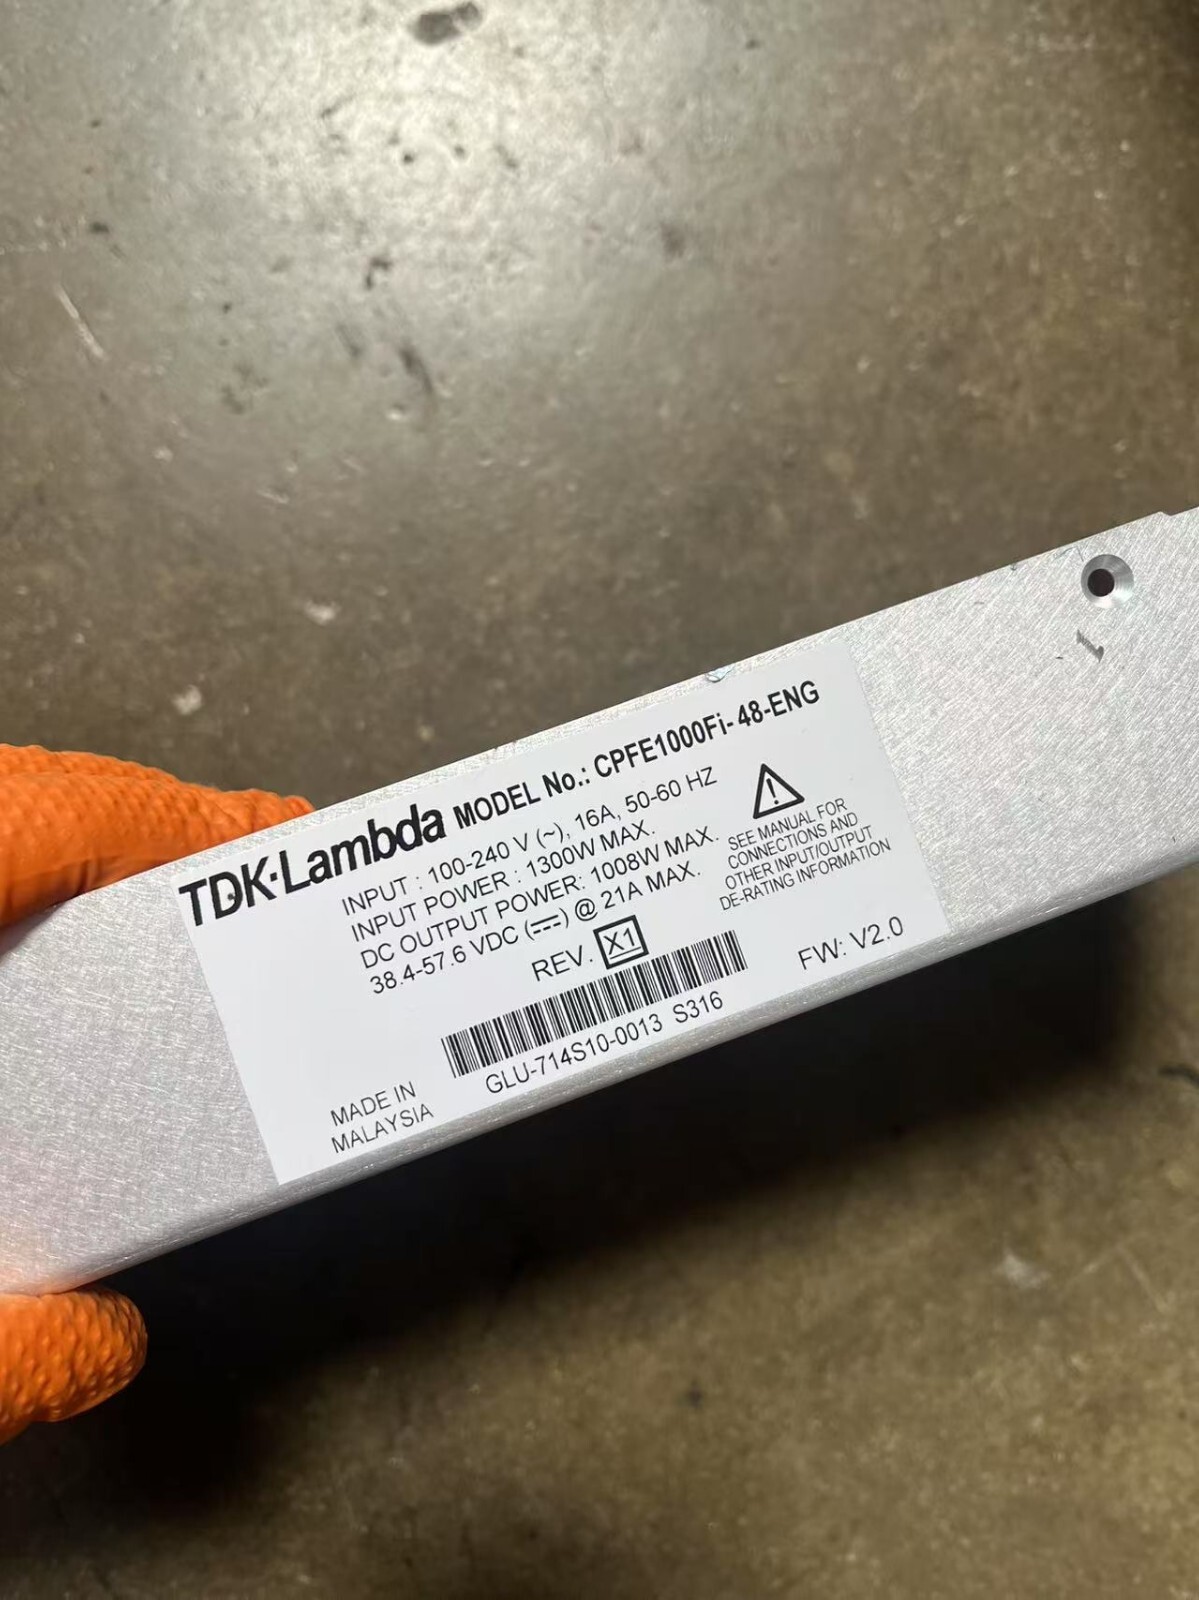 TDK·Lambda MODEL No.: CPFE1000Fi- 48-ENG
INPUT : 100-240 V (~), 16A, 50-60 HZ
INPUT POWER : 1300W MAX.
DC OUTPUT POWER: 1008W MAX.
38.4-57.6 VDC (⎓) @ 21A MAX.
REV. X1
GLU-714S10-0013 S316
MADE IN
MALAYSIA
SEE MANUAL FOR
CONNECTIONS AND
OTHER INPUT/OUTPUT
DE-RATING INFORMATION
FW: V2.0
1